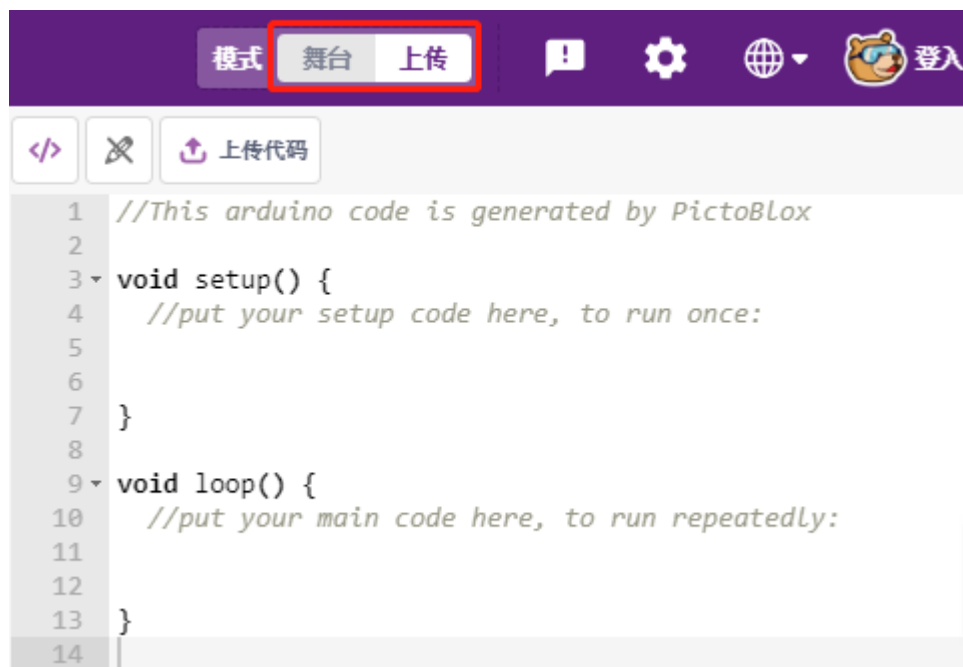 模式 舞台 上传 登入
</> 上传代码
1 //This arduino code is generated by PictoBlox
2
3 void setup() {
4 //put your setup code here, to run once:
5
6
7 }
8
9 void loop() {
10 //put your main code here, to run repeatedly:
11
12
13 }
14